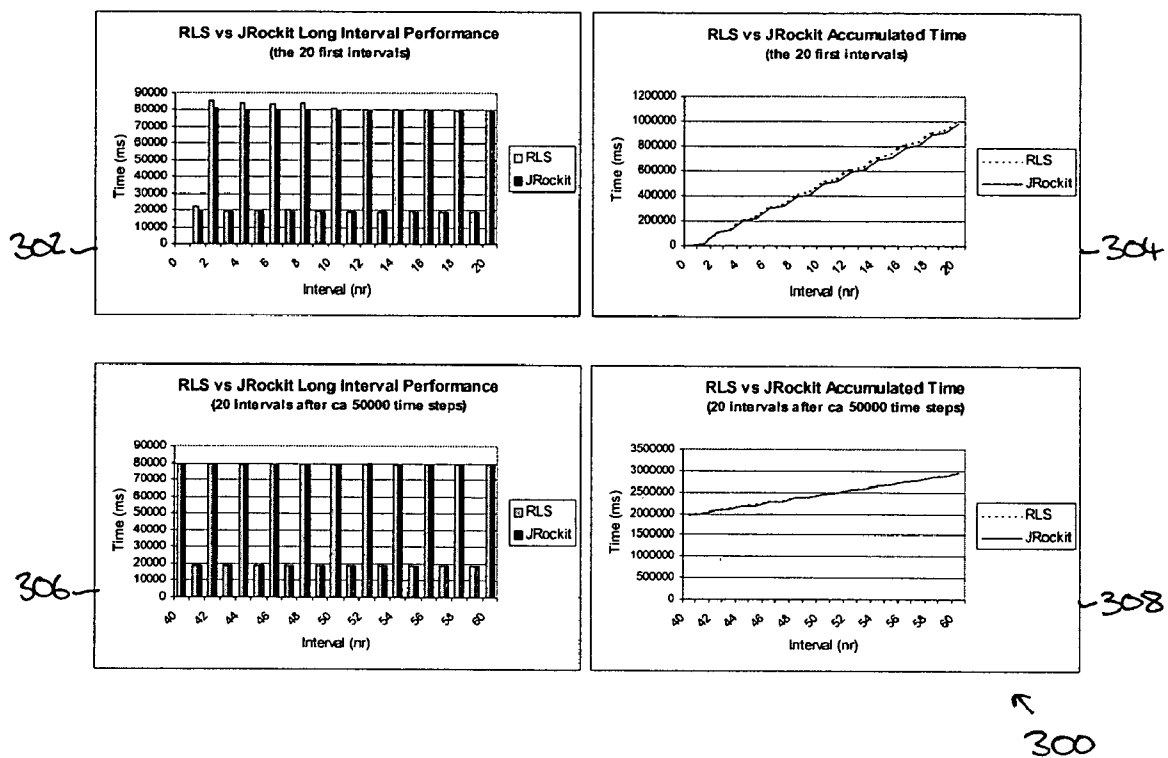 RLS vs JRockit Long Interval Performance
(the 20 first intervals)
90000
80000
70000
60000
50000
40000
30000
20000
10000
0
Time (ms)
0 2 4 6 8 10 12 14 16 18 20
Interval (nr)
RLS
JRockit
302
RLS vs JRockit Accumulated Time
(the 20 first intervals)
1200000
1000000
800000
600000
400000
200000
0
Time (ms)
0 2 4 6 8 10 12 14 16 18 20
Interval (nr)
RLS
JRockit
304
RLS vs JRockit Long Interval Performance
(20 intervals after ca 50000 time steps)
90000
80000
70000
60000
50000
40000
30000
20000
10000
0
Time (ms)
40 42 44 46 48 50 52 54 56 58 60
Interval (nr)
RLS
JRockit
306
RLS vs JRockit Accumulated Time
(20 intervals after ca 50000 time steps)
3500000
3000000
2500000
2000000
1500000
1000000
500000
0
Time (ms)
40 42 44 46 48 50 52 54 56 58 60
Interval (nr)
RLS
JRockit
308
300